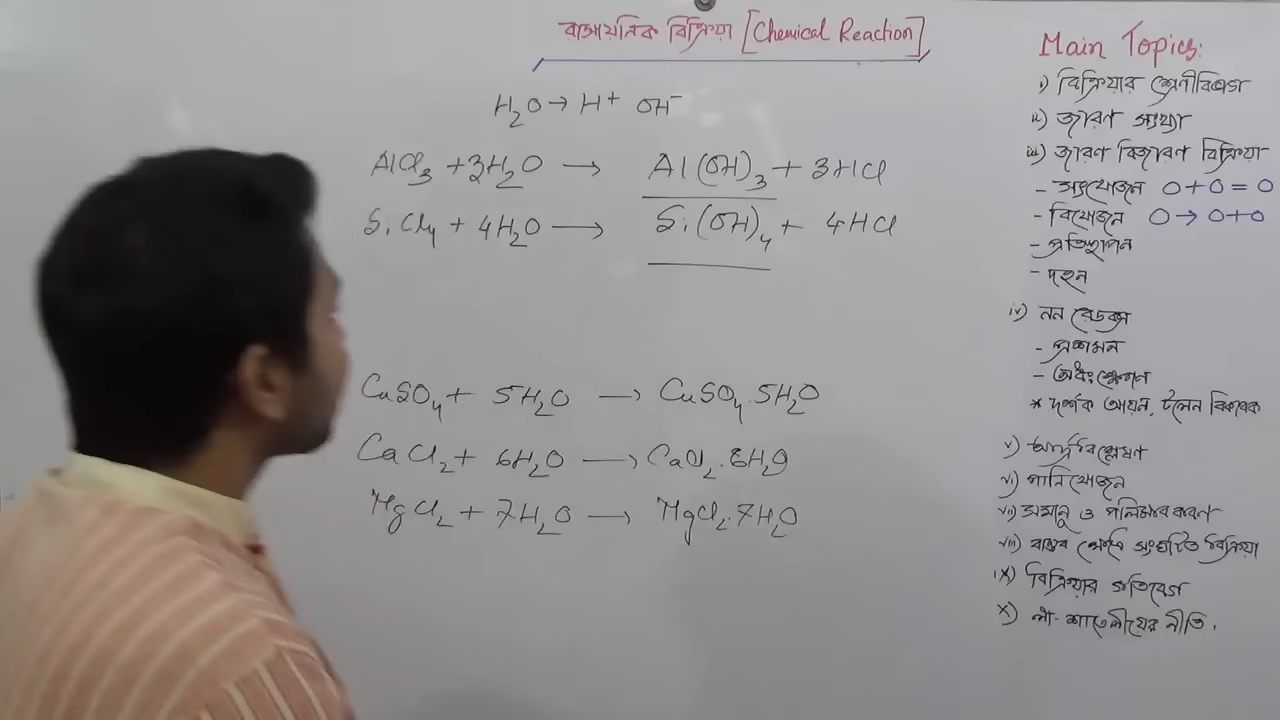 রাসায়নিক বিক্রিয়া [Chemical Reaction]
H₂O → H⁺ OH⁻
AlCl₃ + 3H₂O → Al(OH)₃ + 3HCl
SiCl₄ + 4H₂O → Si(OH)₄ + 4HCl
CuSO₄ + 5H₂O → CuSO₄.5H₂O
CaCl₂ + 6H₂O → CaCl₂.6H₂O
MgCl₂ + 7H₂O → MgCl₂.7H₂O
Main Topics:
i) বিক্রিয়ার শ্রেণীবিভাগ
ii) জারণ সংখ্যা
iii) জারণ বিজারণ বিক্রিয়া
- সংযোজন O + O = O
- বিযোজন O → O + O
- প্রতিস্থাপন
- দহন
iv) নন রেডক্স
- প্রশমন
- অধঃক্ষেপন
* দর্শক আয়ন, টলেন বিকারক
v) আর্দ্রবিশ্লেষণ
vi) পানিযোজন
vii) সমানু ও পলিমারকরণ
viii) বাস্তব ক্ষেত্রে সংঘটিত বিক্রিয়া
ix) বিক্রিয়ার গতিবেগ
x) লা-শাতেলীয়ের নীতি.